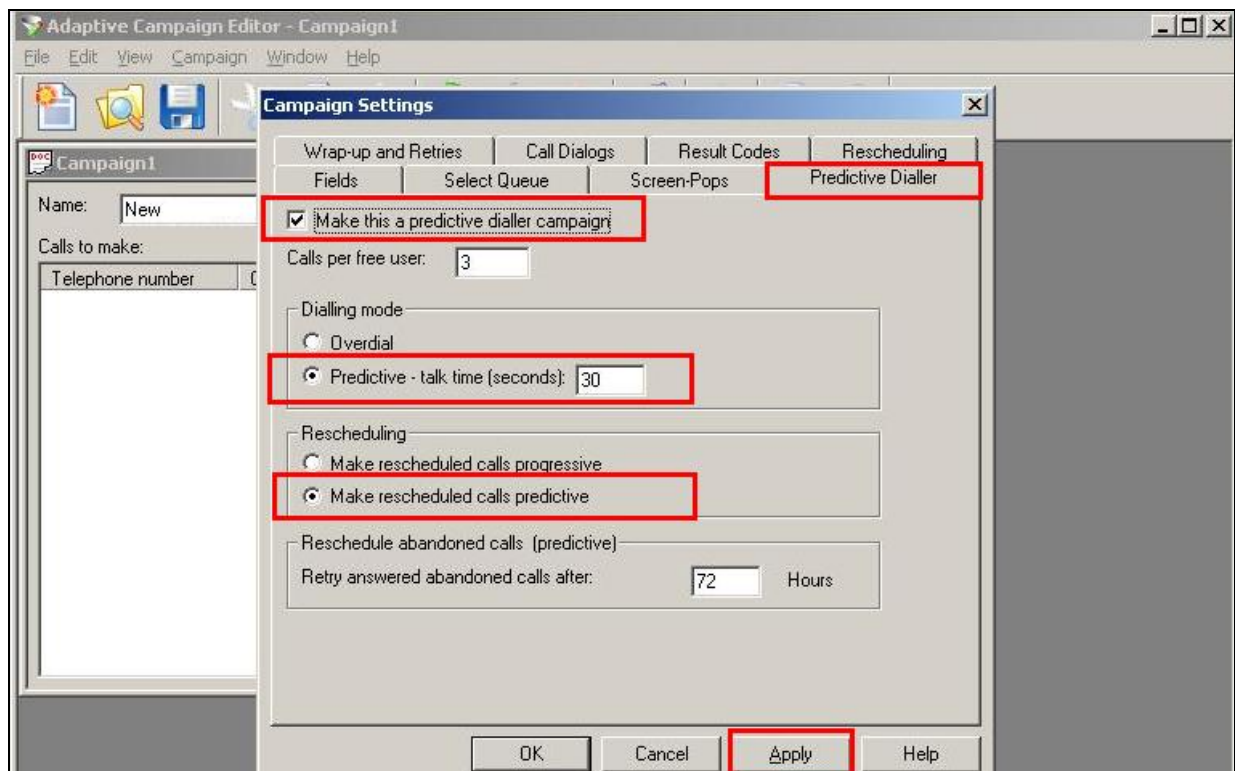 Adaptive Campaign Editor - Campaign1
File Edit View Campaign Window Help
Campaign Settings
Campaign1
Wrap-up and Retries Call Dialogs Result Codes Rescheduling
Fields Select Queue Screen-Pops Predictive Dialler
Name: New
Make this a predictive dialler campaign
Calls to make:
Calls per free user: 3
Telephone number
Dialling mode
Overdial
Predictive - talk time (seconds): 30
Rescheduling
Make rescheduled calls progressive
Make rescheduled calls predictive
Reschedule abandoned calls (predictive)
Retry answered abandoned calls after: 72 Hours
OK Cancel Apply Help